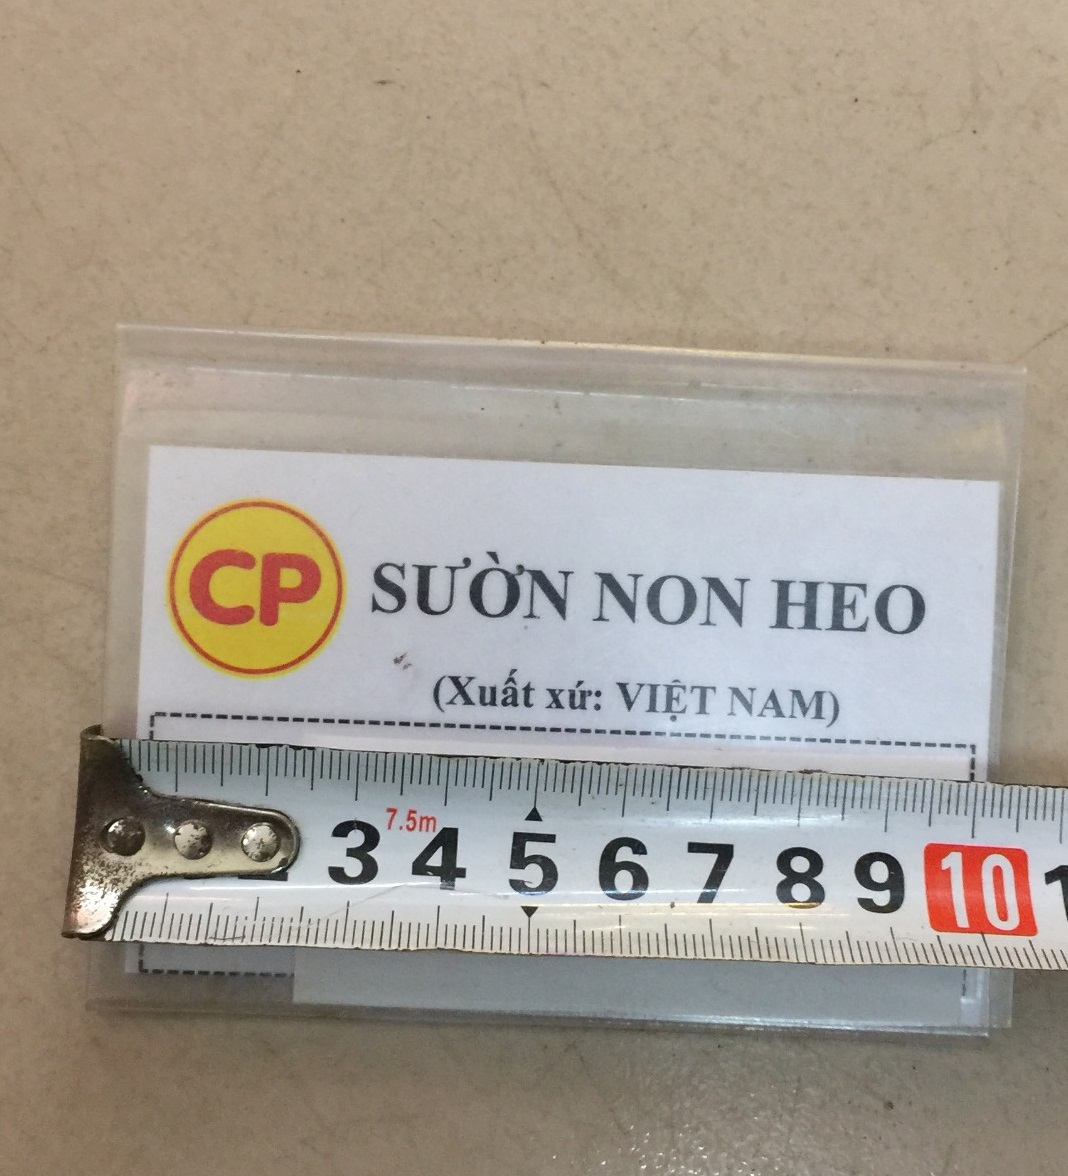 CP
SƯỜN NON HEO
(Xuất xứ: VIỆT NAM)
7.5m
3 4 5 6 7 8 9 10